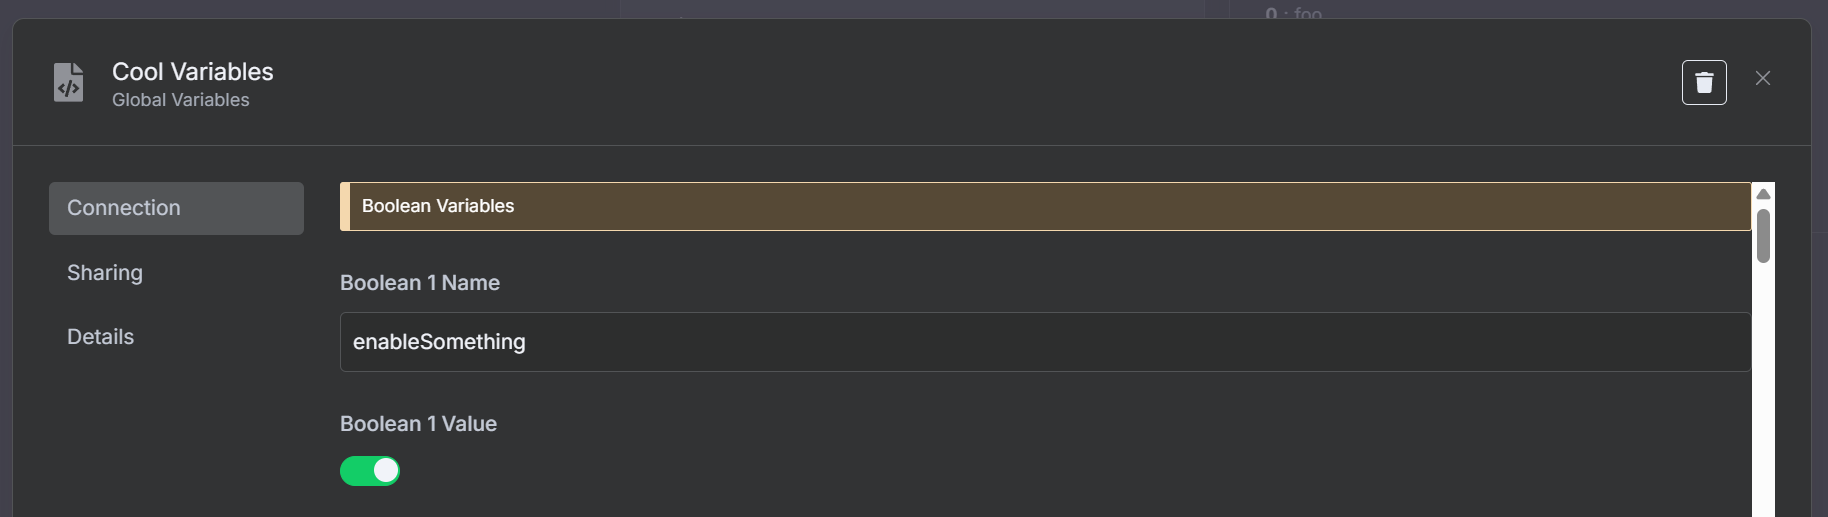 0 : foo
Cool Variables
Global Variables
Connection
Sharing
Details
Boolean Variables
Boolean 1 Name
enableSomething
Boolean 1 Value